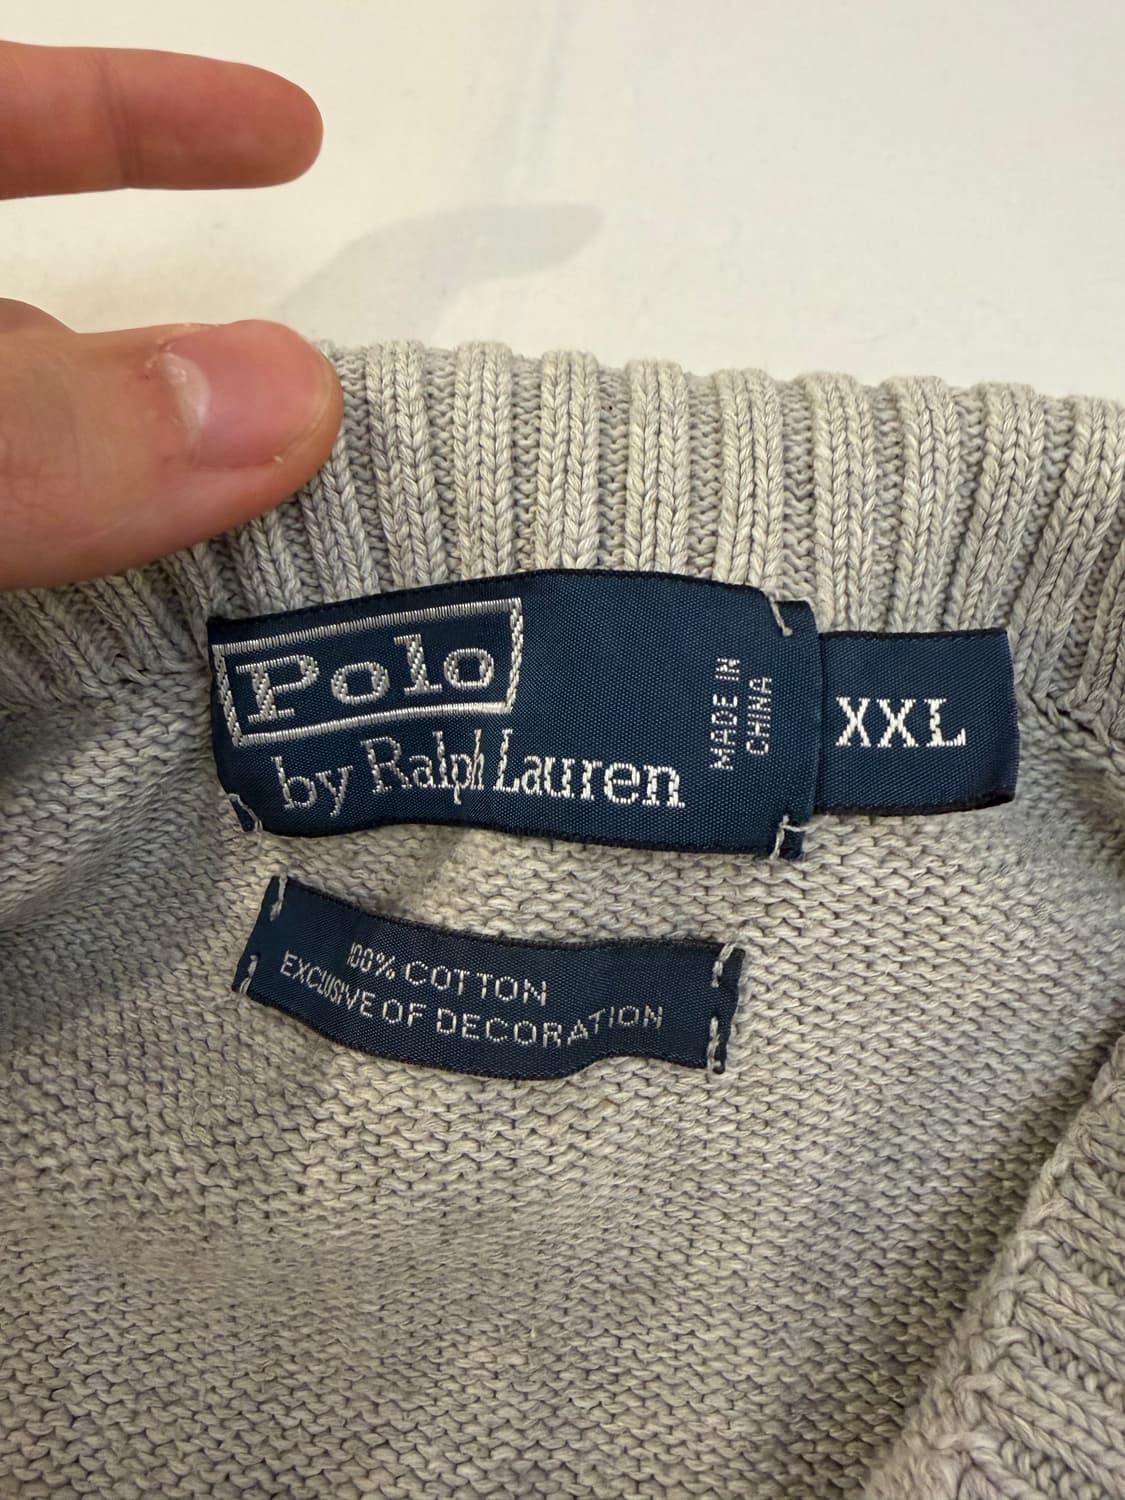 Polo
by Ralph Lauren
MADE IN
CHINA
XXL
100% COTTON
EXCLUSIVE OF DECORATION